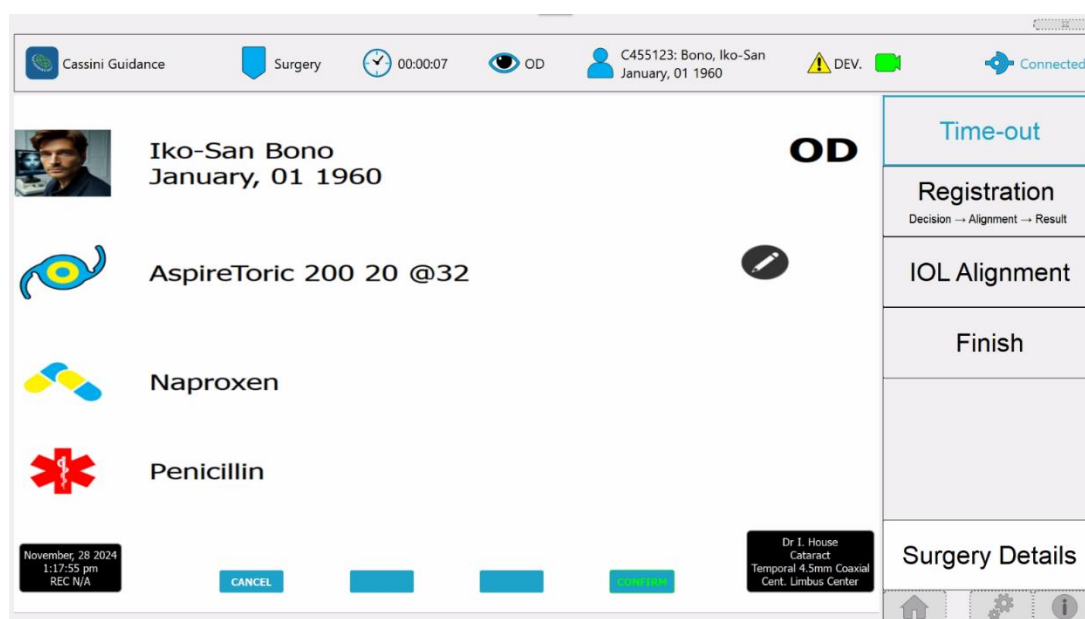 Cassini Guidance
Surgery
00:00:07
OD
C455123: Bono, Iko-San
January, 01 1960
DEV.
Connected
Iko-San Bono
January, 01 1960
OD
AspireToric 200 20 @32
Naproxen
Penicillin
November, 28 2024
1:17:55 pm
REC N/A
CANCEL
CONFIRM
Dr I. House
Cataract
Temporal 4.5mm Coaxial
Cent. Limbus Center
Time-out
Registration
Decision → Alignment → Result
IOL Alignment
Finish
Surgery Details